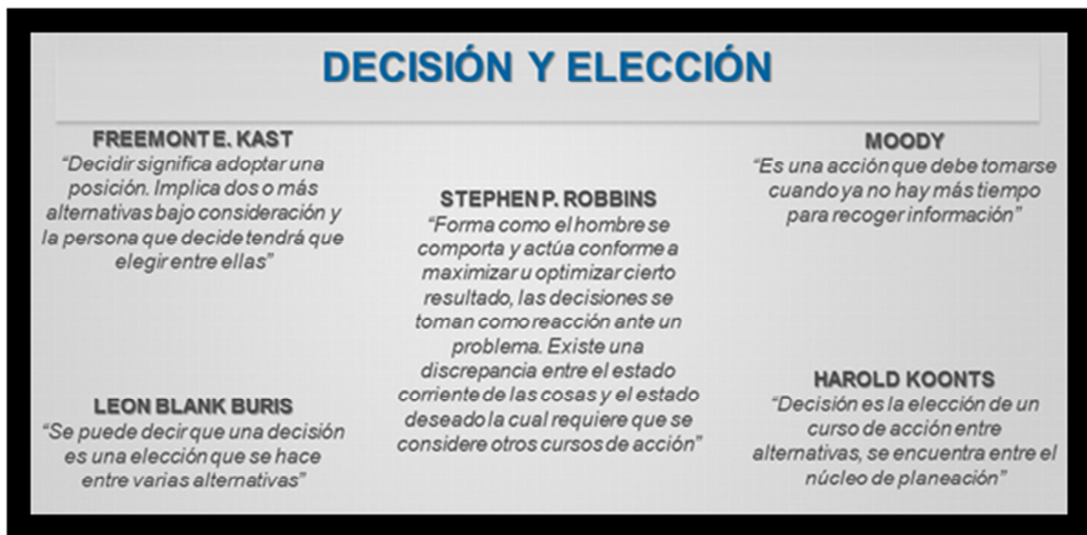 DECISIÓN Y ELECCIÓN
FREEMONT E. KAST
“Decidir significa adoptar una
posición. Implica dos o más
alternativas bajo consideración y
la persona que decide tendrá que
elegir entre ellas”
LEON BLANK BURIS
“Se puede decir que una decisión
es una elección que se hace
entre varias alternativas”
STEPHEN P. ROBBINS
“Forma como el hombre se
comporta y actúa conforme a
maximizar u optimizar cierto
resultado, las decisiones se
toman como reacción ante un
problema. Existe una
discrepancia entre el estado
corriente de las cosas y el estado
deseado la cual requiere que se
considere otros cursos de acción”
MOODY
“Es una acción que debe tomarse
cuando ya no hay más tiempo
para recoger información”
HAROLD KOONTS
“Decisión es la elección de un
curso de acción entre
alternativas, se encuentra entre el
núcleo de planeación”